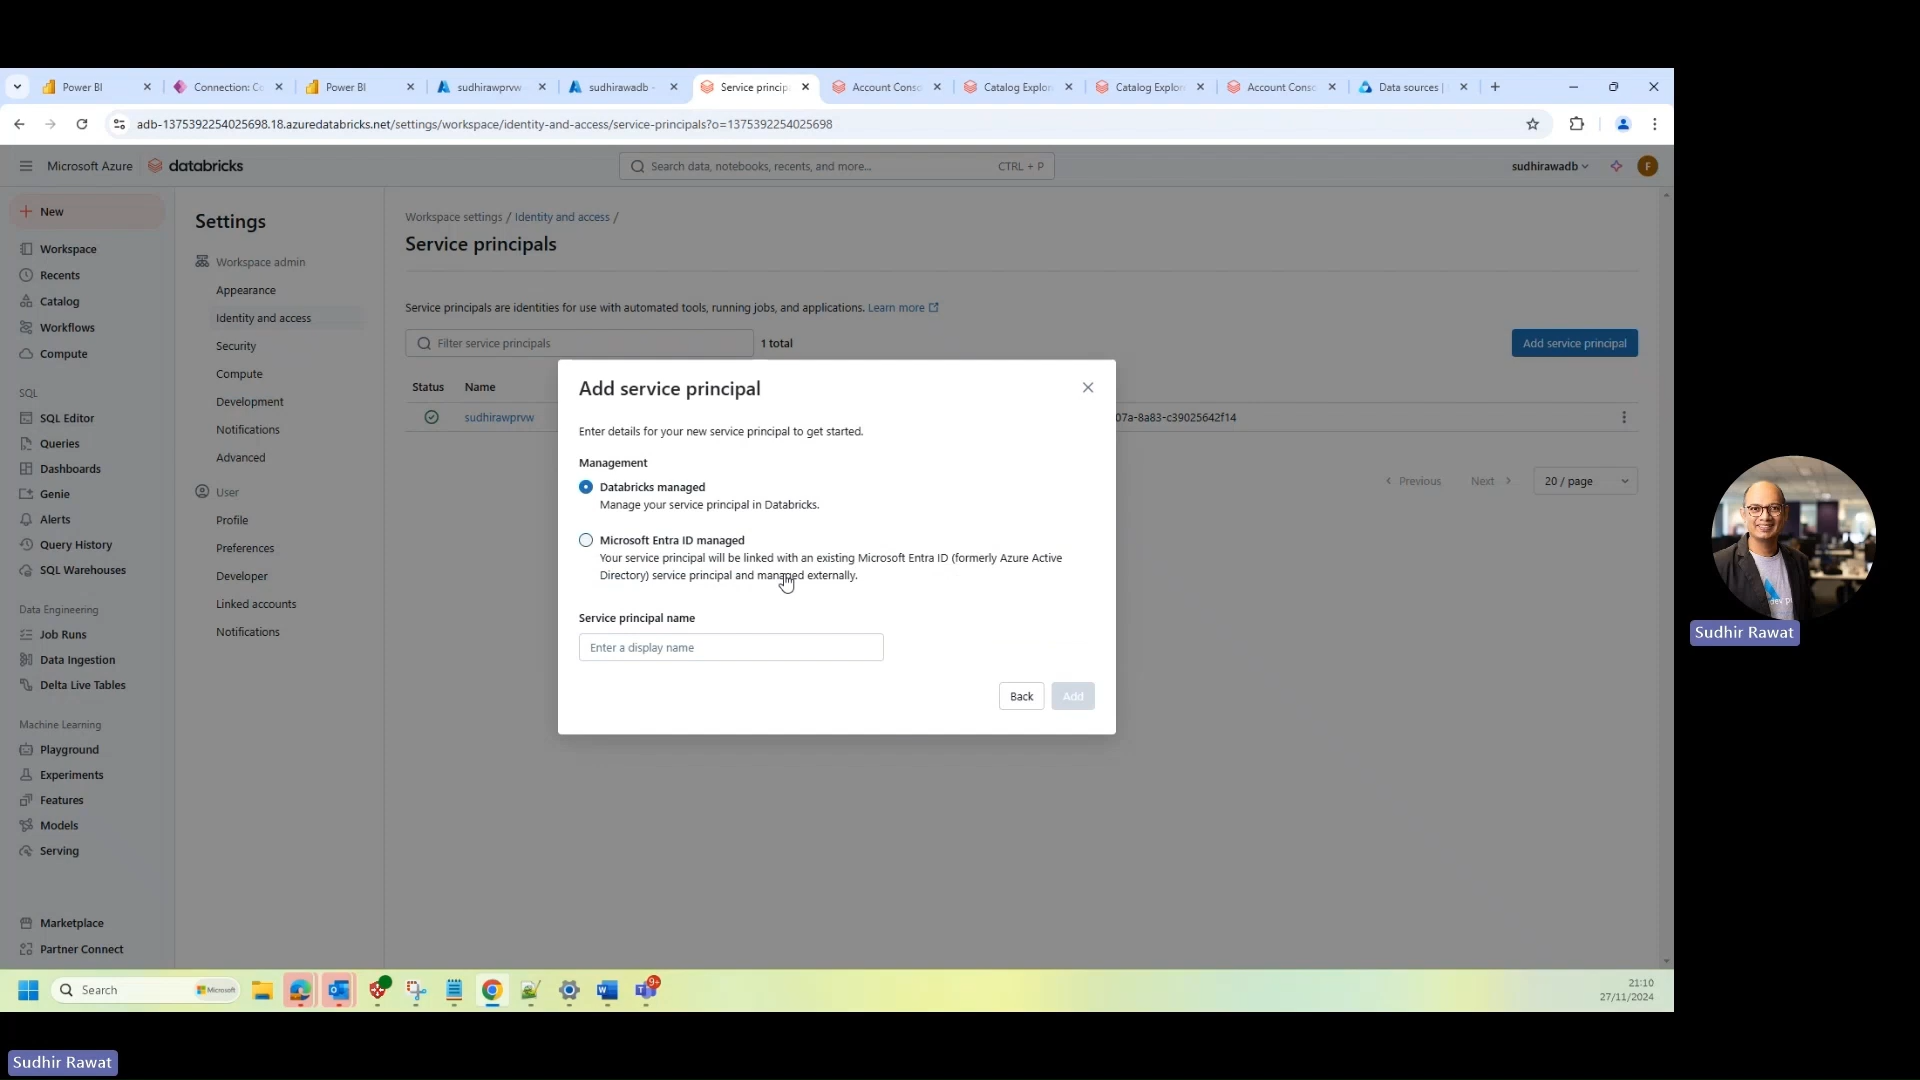 Power BI
Connection: Co
Power BI
sudhirawprvw
sudhirawadb -
Service princip
Account Conso
Catalog Explor
Catalog Explor
Account Conso
Data sources |
adb-1375392254025698.18.azuredatabricks.net/settings/workspace/identity-and-access/service-principals?o=1375392254025698
Microsoft Azure
databricks
Search data, notebooks, recents, and more...
CTRL + P
sudhirawadb
F
New
Workspace
Recents
Catalog
Workflows
Compute
SQL
SQL Editor
Queries
Dashboards
Genie
Alerts
Query History
SQL Warehouses
Data Engineering
Job Runs
Data Ingestion
Delta Live Tables
Machine Learning
Playground
Experiments
Features
Models
Serving
Marketplace
Partner Connect
Settings
Workspace admin
Appearance
Identity and access
Security
Compute
Development
Notifications
Advanced
User
Profile
Preferences
Developer
Linked accounts
Notifications
Workspace settings / Identity and access /
Service principals
Service principals are identities for use with automated tools, running jobs, and applications. Learn more
Filter service principals
1 total
Add service principal
Status
Name
sudhirawprvw
07a-8a83-c39025642f14
Previous
Next
20 / page
Add service principal
Enter details for your new service principal to get started.
Management
Databricks managed
Manage your service principal in Databricks.
Microsoft Entra ID managed
Your service principal will be linked with an existing Microsoft Entra ID (formerly Azure Active
Directory) service principal and managed externally.
Service principal name
Enter a display name
Back
Add
Search
Microsoft
9+
21:10
27/11/2024
Sudhir Rawat
Sudhir Rawat